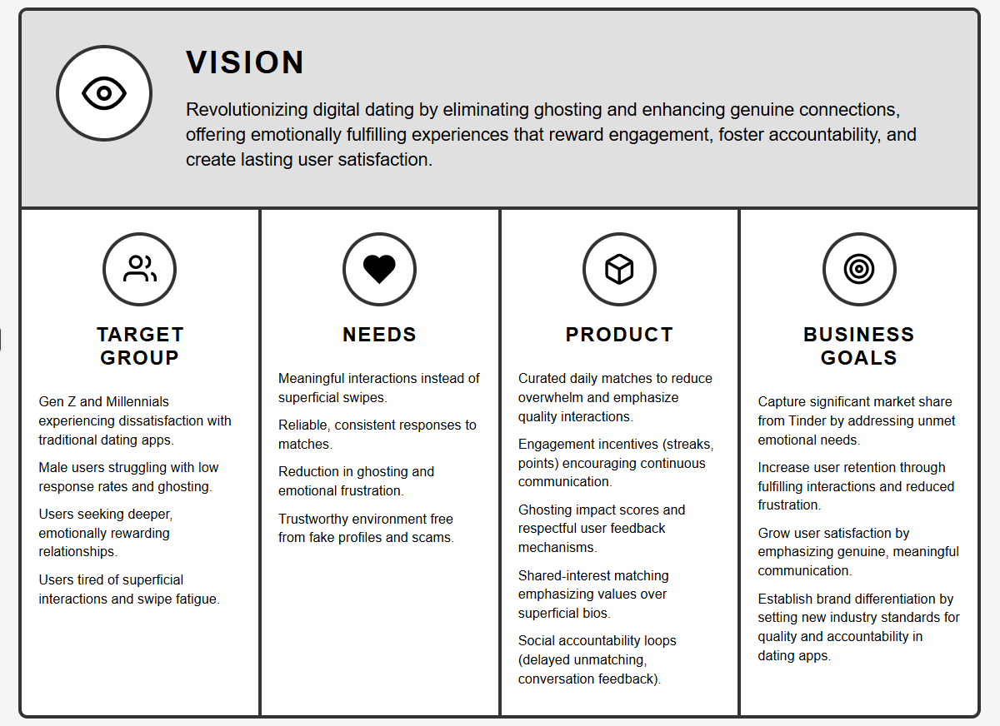 VISION
Revolutionizing digital dating by eliminating ghosting and enhancing genuine connections,
offering emotionally fulfilling experiences that reward engagement, foster accountability, and
create lasting user satisfaction.
TARGET
GROUP
Gen Z and Millennials
experiencing dissatisfaction with
traditional dating apps.
Male users struggling with low
response rates and ghosting.
Users seeking deeper,
emotionally rewarding
relationships.
Users tired of superficial
interactions and swipe fatigue.
NEEDS
Meaningful interactions instead of
superficial swipes.
Reliable, consistent responses to
matches.
Reduction in ghosting and
emotional frustration.
Trustworthy environment free
from fake profiles and scams.
PRODUCT
Curated daily matches to reduce
overwhelm and emphasize
quality interactions.
Engagement incentives (streaks,
points) encouraging continuous
communication.
Ghosting impact scores and
respectful user feedback
mechanisms.
Shared-interest matching
emphasizing values over
superficial bios.
Social accountability loops
(delayed unmatching,
conversation feedback).
BUSINESS
GOALS
Capture significant market share
from Tinder by addressing unmet
emotional needs.
Increase user retention through
fulfilling interactions and reduced
frustration.
Grow user satisfaction by
emphasizing genuine, meaningful
communication.
Establish brand differentiation by
setting new industry standards for
quality and accountability in
dating apps.